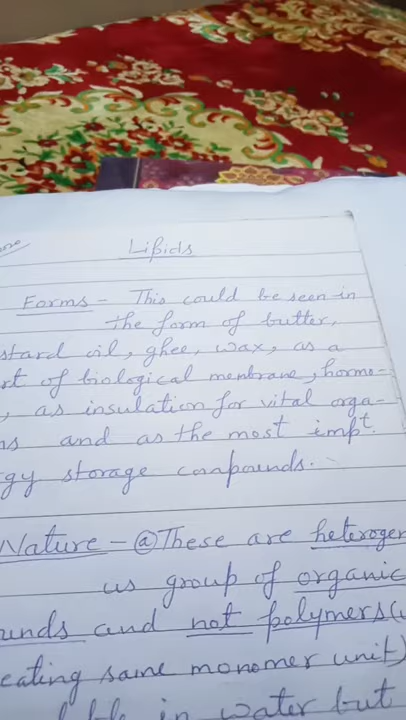 Lipids
Forms - This could be seen in
the form of butter,
stard oil, ghee, wax, as a
rt of biological membrane, hormo-
, as insulation for vital orga-
ns and as the most impt.
gy storage compounds.
Nature - ⓐ These are heterogen
us group of organic
unds and not polymers (
eating same monomer unit)
in water but